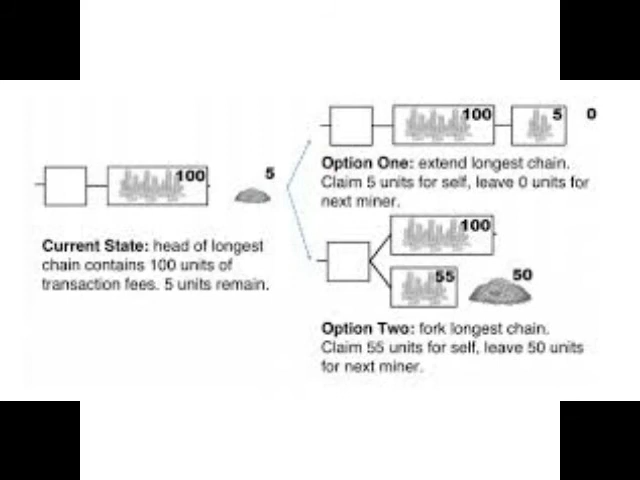 100 5 0
Option One: extend longest chain.
Claim 5 units for self, leave 0 units for
next miner.
100 5
Current State: head of longest
chain contains 100 units of
transaction fees. 5 units remain.
100
55 50
Option Two: fork longest chain.
Claim 55 units for self, leave 50 units
for next miner.